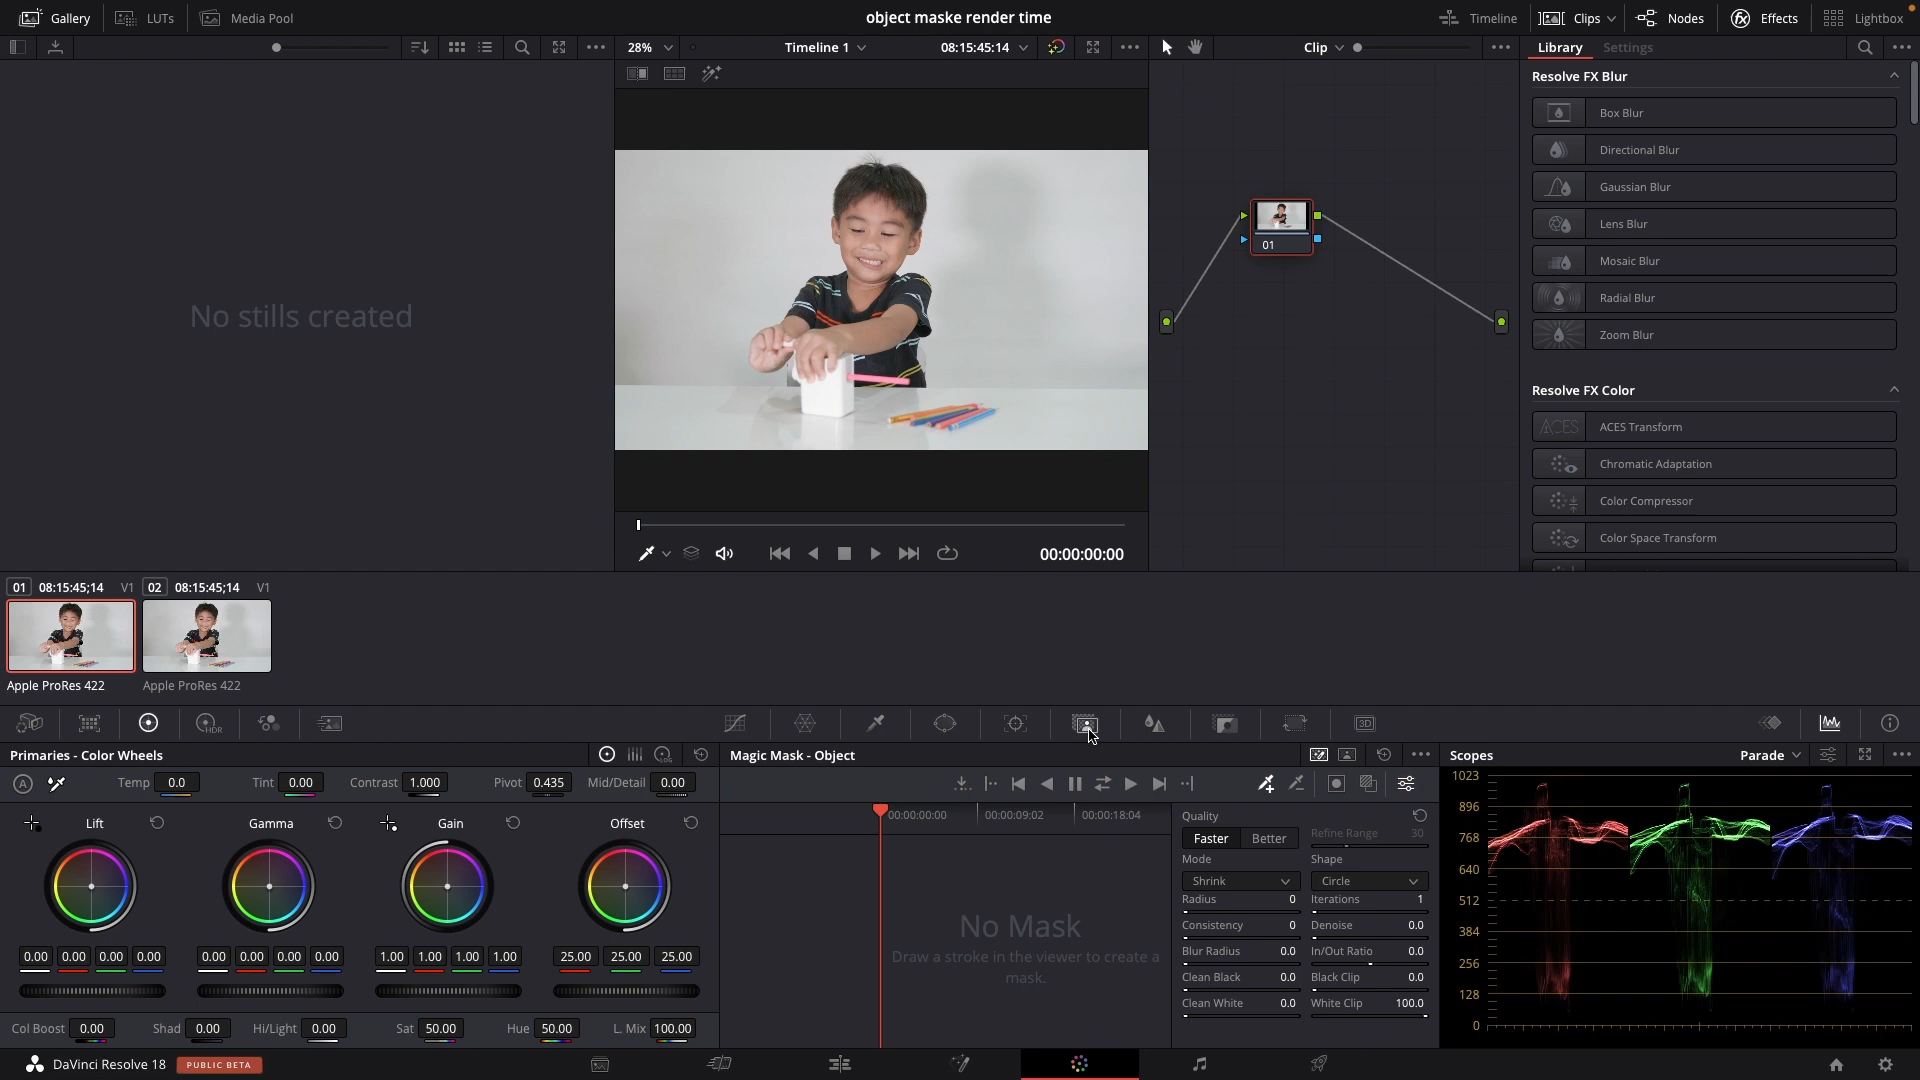 Gallery LUTs Media Pool object maske render time Timeline Clips Nodes Effects Lightbox
28% Timeline 1 08:15:45:14 Clip Library Settings
Resolve FX Blur
Box Blur
Directional Blur
Gaussian Blur
Lens Blur
Mosaic Blur
Radial Blur
Zoom Blur
Resolve FX Color
ACES ACES Transform
Chromatic Adaptation
Color Compressor
Color Space Transform
No stills created
01
00:00:00:00
01 08:15:45;14 V1 02 08:15:45;14 V1
Apple ProRes 422 Apple ProRes 422
HDR 3D
Primaries - Color Wheels LOG
A Temp 0.0 Tint 0.00 Contrast 1.000 Pivot 0.435 Mid/Detail 0.00
Lift Gamma Gain Offset
0.00 0.00 0.00 0.00 0.00 0.00 0.00 0.00 1.00 1.00 1.00 1.00 25.00 25.00 25.00
Col Boost 0.00 Shad 0.00 Hi/Light 0.00 Sat 50.00 Hue 50.00 L. Mix 100.00
Magic Mask - Object
00:00:00:00 00:00:09:02 00:00:18:04
No Mask
Draw a stroke in the viewer to create a
mask.
Quality
Faster Better Refine Range 30
Mode Shape
Shrink Circle
Radius 0 Iterations 1
Consistency 0 Denoise 0.0
Blur Radius 0.0 In/Out Ratio 0.0
Clean Black 0.0 Black Clip 0.0
Clean White 0.0 White Clip 100.0
Scopes Parade
1023
896
768
640
512
384
256
128
0
DaVinci Resolve 18 PUBLIC BETA